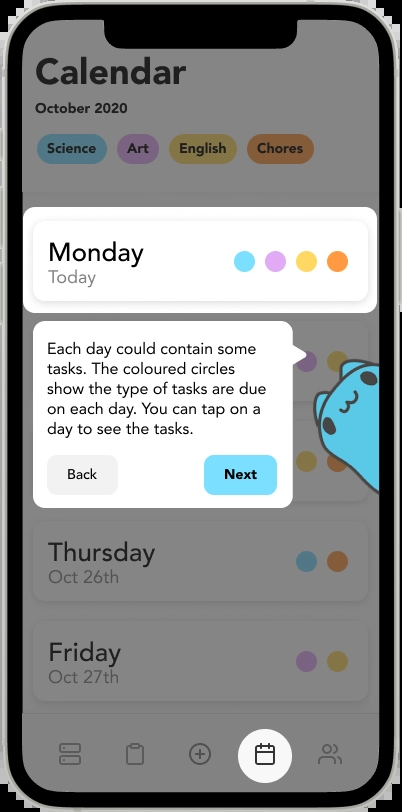 Calendar
October 2020
Science Art English Chores
Monday
Today
Each day could contain some
tasks. The coloured circles
show the type of tasks are due
on each day. You can tap on a
day to see the tasks.
Back Next
Thursday
Oct 26th
Friday
Oct 27th